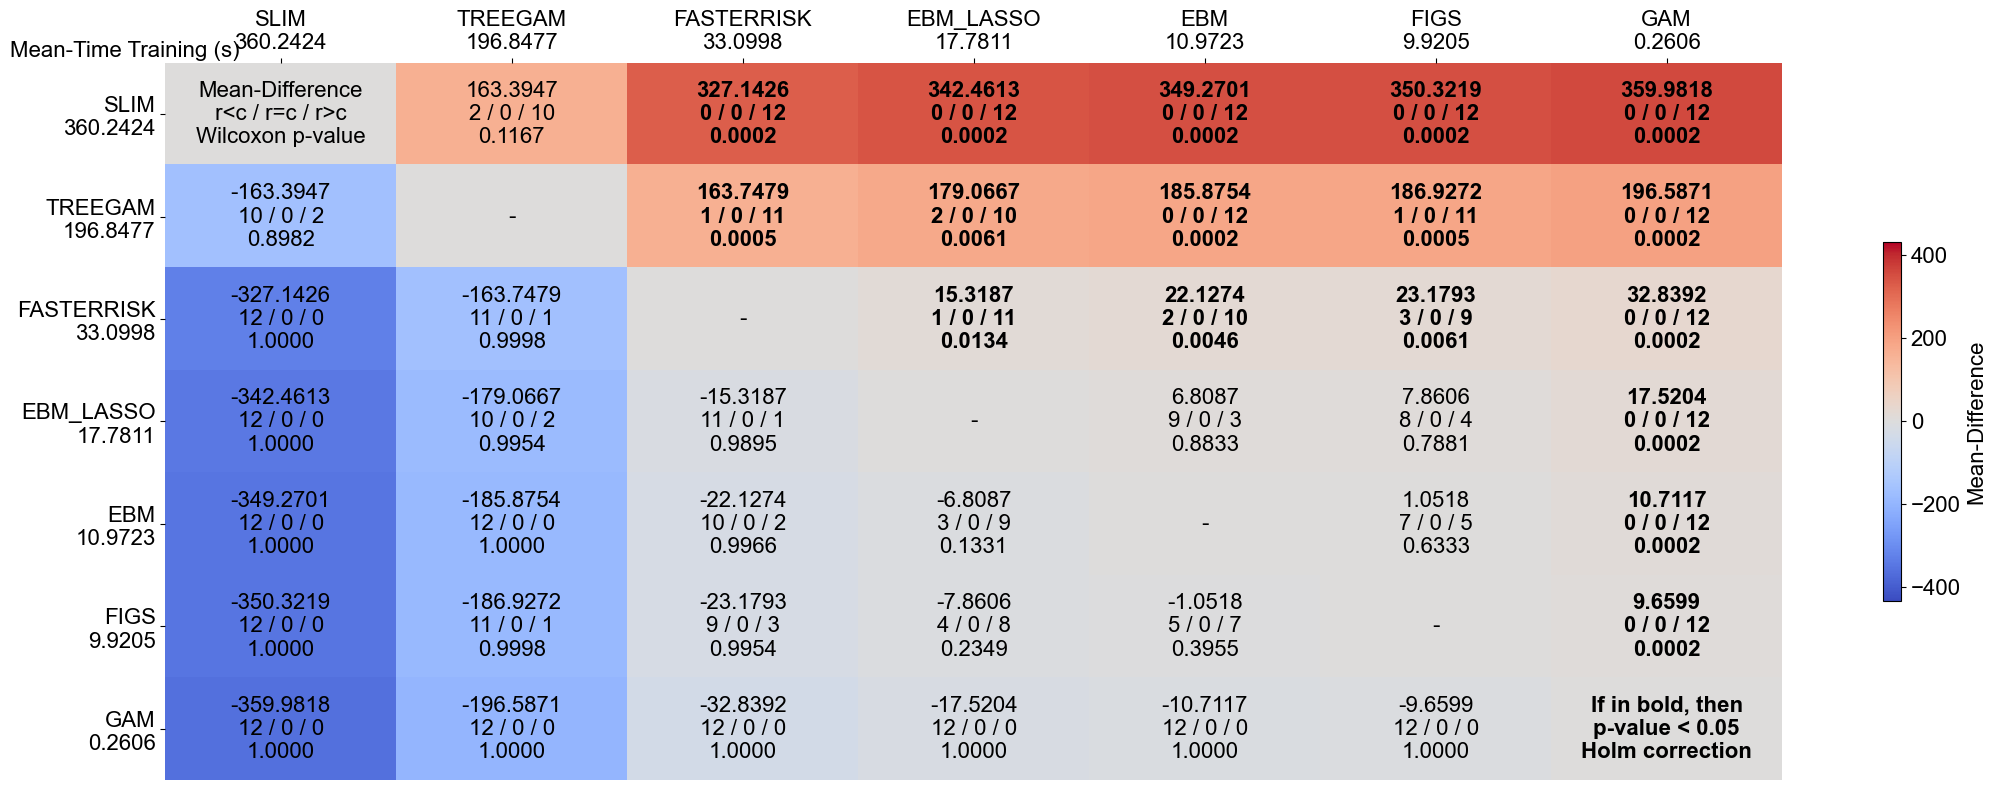 SLIM TREEGAM FASTERRISK EBM_LASSO EBM FIGS GAM
360.2424 196.8477 33.0998 17.7811 10.9723 9.9205 0.2606
Mean-Time Training (s)
SLIM
360.2424
Mean-Difference 163.3947 327.1426 342.4613 349.2701 350.3219 359.9818
r<c / r=c / r>c 2 / 0 / 10 0 / 0 / 12 0 / 0 / 12 0 / 0 / 12 0 / 0 / 12 0 / 0 / 12
Wilcoxon p-value 0.1167 0.0002 0.0002 0.0002 0.0002 0.0002
TREEGAM
196.8477
-163.3947 163.7479 179.0667 185.8754 186.9272 196.5871
10 / 0 / 2 - 1 / 0 / 11 2 / 0 / 10 0 / 0 / 12 1 / 0 / 11 0 / 0 / 12
0.8982 0.0005 0.0061 0.0002 0.0005 0.0002
FASTERRISK
33.0998
-327.1426 -163.7479 15.3187 22.1274 23.1793 32.8392
12 / 0 / 0 11 / 0 / 1 - 1 / 0 / 11 2 / 0 / 10 3 / 0 / 9 0 / 0 / 12
1.0000 0.9998 0.0134 0.0046 0.0061 0.0002
EBM_LASSO
17.7811
-342.4613 -179.0667 -15.3187 6.8087 7.8606 17.5204
12 / 0 / 0 10 / 0 / 2 11 / 0 / 1 - 9 / 0 / 3 8 / 0 / 4 0 / 0 / 12
1.0000 0.9954 0.9895 0.8833 0.7881 0.0002
EBM
10.9723
-349.2701 -185.8754 -22.1274 -6.8087 1.0518 10.7117
12 / 0 / 0 12 / 0 / 0 10 / 0 / 2 3 / 0 / 9 - 7 / 0 / 5 0 / 0 / 12
1.0000 1.0000 0.9966 0.1331 0.6333 0.0002
FIGS
9.9205
-350.3219 -186.9272 -23.1793 -7.8606 -1.0518 9.6599
12 / 0 / 0 11 / 0 / 1 9 / 0 / 3 4 / 0 / 8 5 / 0 / 7 - 0 / 0 / 12
1.0000 0.9998 0.9954 0.2349 0.3955 0.0002
GAM
0.2606
-359.9818 -196.5871 -32.8392 -17.5204 -10.7117 -9.6599 If in bold, then
12 / 0 / 0 12 / 0 / 0 12 / 0 / 0 12 / 0 / 0 12 / 0 / 0 12 / 0 / 0 p-value < 0.05
1.0000 1.0000 1.0000 1.0000 1.0000 1.0000 Holm correction
400
200
0
−200
−400
Mean-Difference